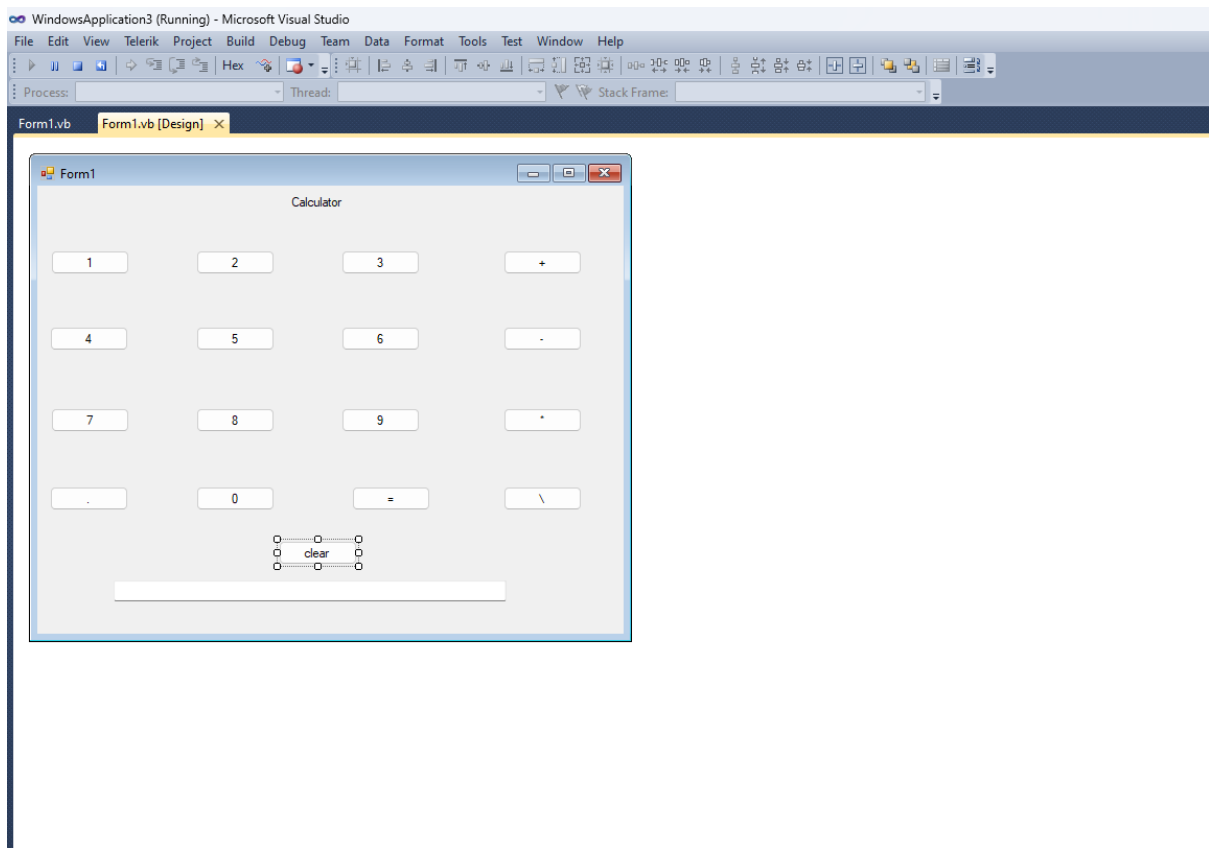 WindowsApplication3 (Running) - Microsoft Visual Studio
File Edit View Telerik Project Build Debug Team Data Format Tools Test Window Help
Hex
Process: Thread: Stack Frame:
Form1.vb Form1.vb [Design]
Form1
Calculator
1 2 3 +
4 5 6 -
7 8 9 *
. 0 = \
clear